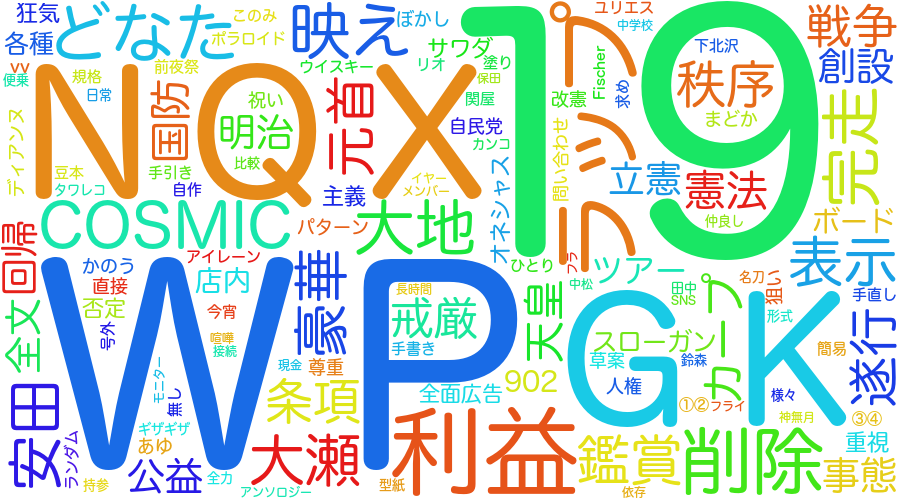 狂気
どなた
映え
ぼかし
このみ
ポラロイド
サワダ
リオ
塗り
保田
19
プ
ユリエス
中学校
戦争
各種
vv
便乗
規格
日常
前夜祭
ウイスキー
関屋
改憲
Fischer
求め
下北沢
創設
秩序
まどか
NQX
国防
祝い
明治
比較
元首
自民党
カンコ
ラップ
問い合わせ
立憲
憲法
仲良し
完走
ディアンヌ
豆本
タワレコ
手引き
自作
主義
イヤー
メンバー
オネシャス
COSMIC
パターン
大地
ボード
表示
回帰
かのう
直接
アイレーン
店内
豪華
ひとり
フラ
中松
ツアー
田中
SNS
名刀
狙い
手直し
全文
否定
号外
今宵
喧嘩
接続
長時間
戒厳
手書き
天皇
スローガン
カープ
形式
簡易
遂行
WP
GK
モニター
無し
現金
尊重
草案
人権
鈴森
様々
安田
ランダム
ギザギザ
あゆ
条項
全面広告
902
①②
フライ
神無月
③④
重視
公益
持参
全力
大瀬
アンソロジー
型紙
利益
鑑賞
依存
削除
事態